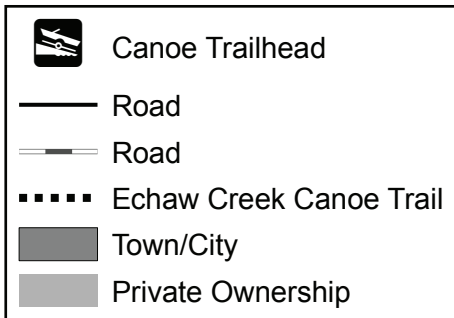 Canoe Trailhead
Road
Road
Echaw Creek Canoe Trail
Town/City
Private Ownership